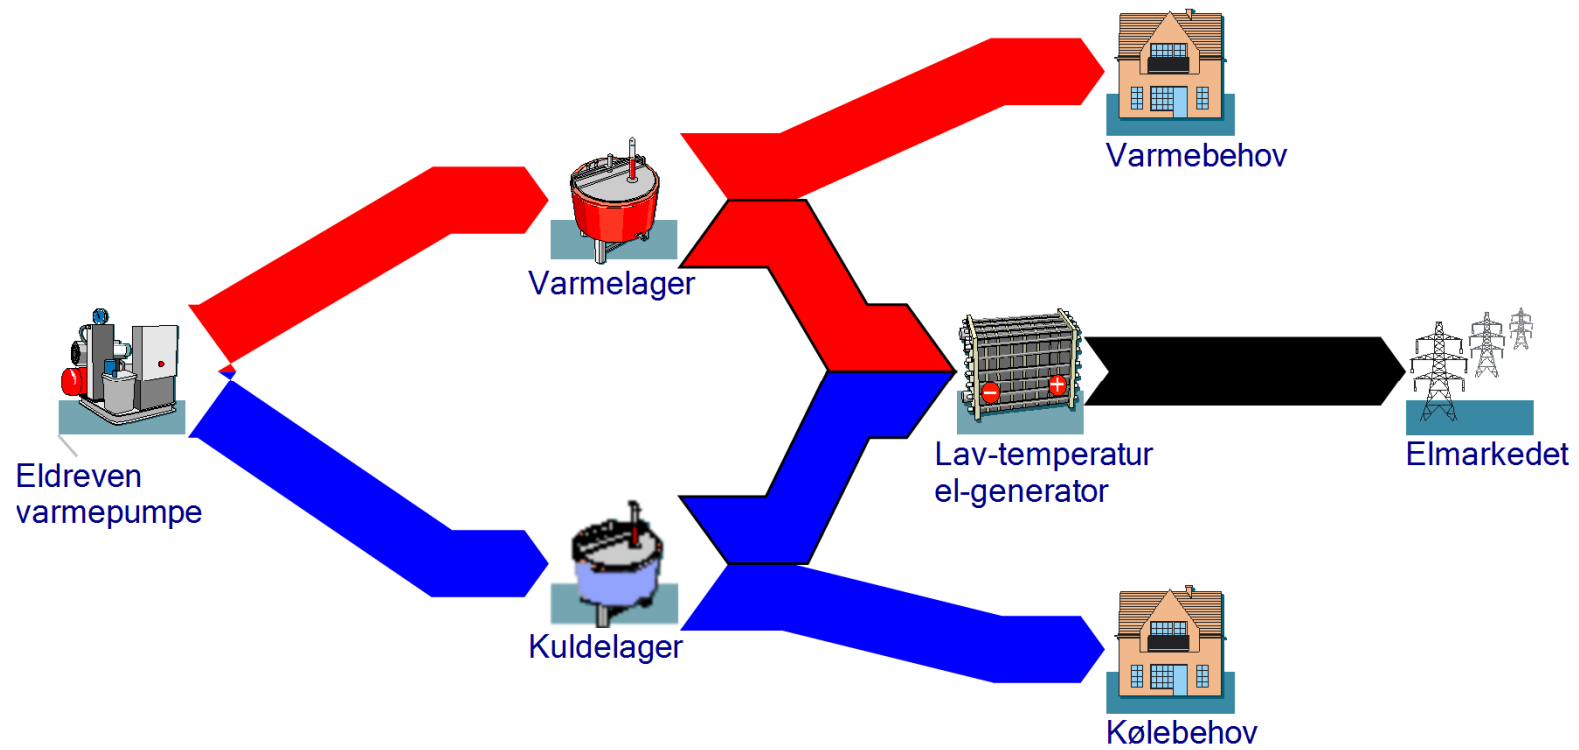 Varmebehov
Varmelager
Eldreven
varmepumpe
Lav-temperatur
el-generator
Elmarkedet
Kuldelager
Kølebehov